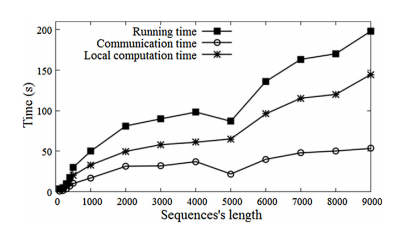 200
150
100
50
0
Time (s)
Running time
Communication time
Local computation time
0 1000 2000 3000 4000 5000 6000 7000 8000 9000
Sequences's length